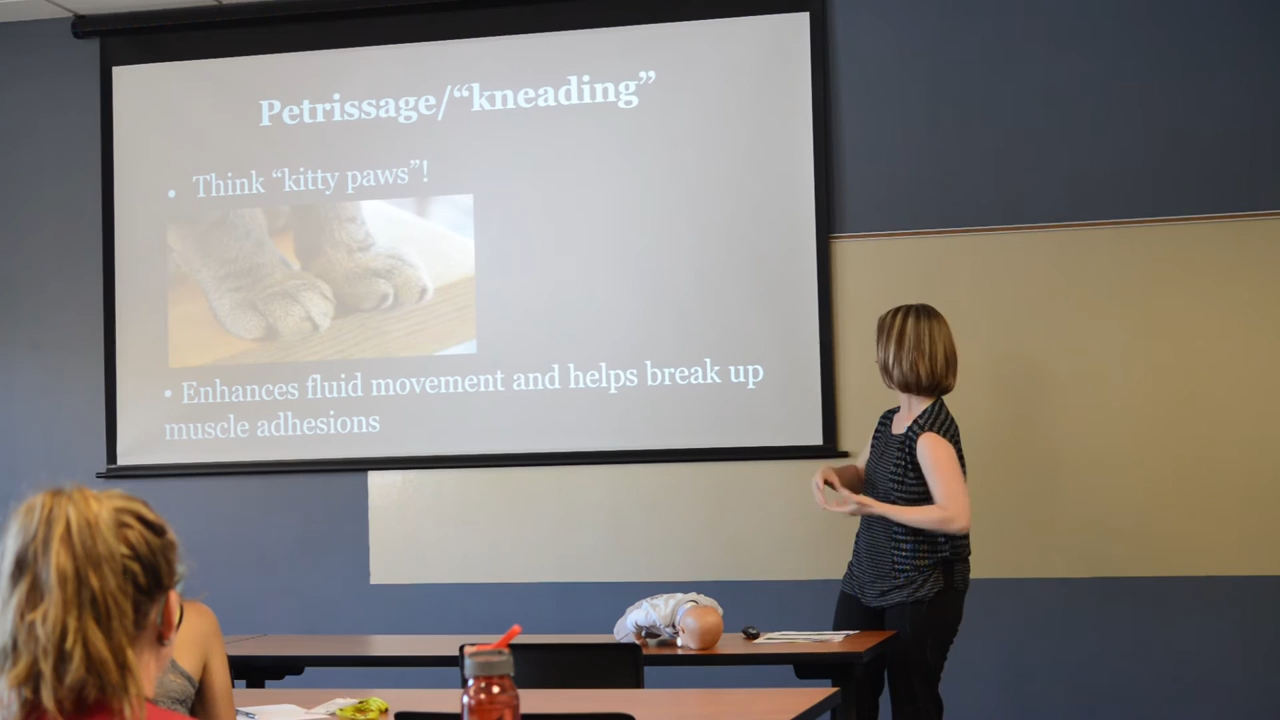 Petrissage/“kneading”
• Think “kitty paws”!
• Enhances fluid movement and helps break up
muscle adhesions